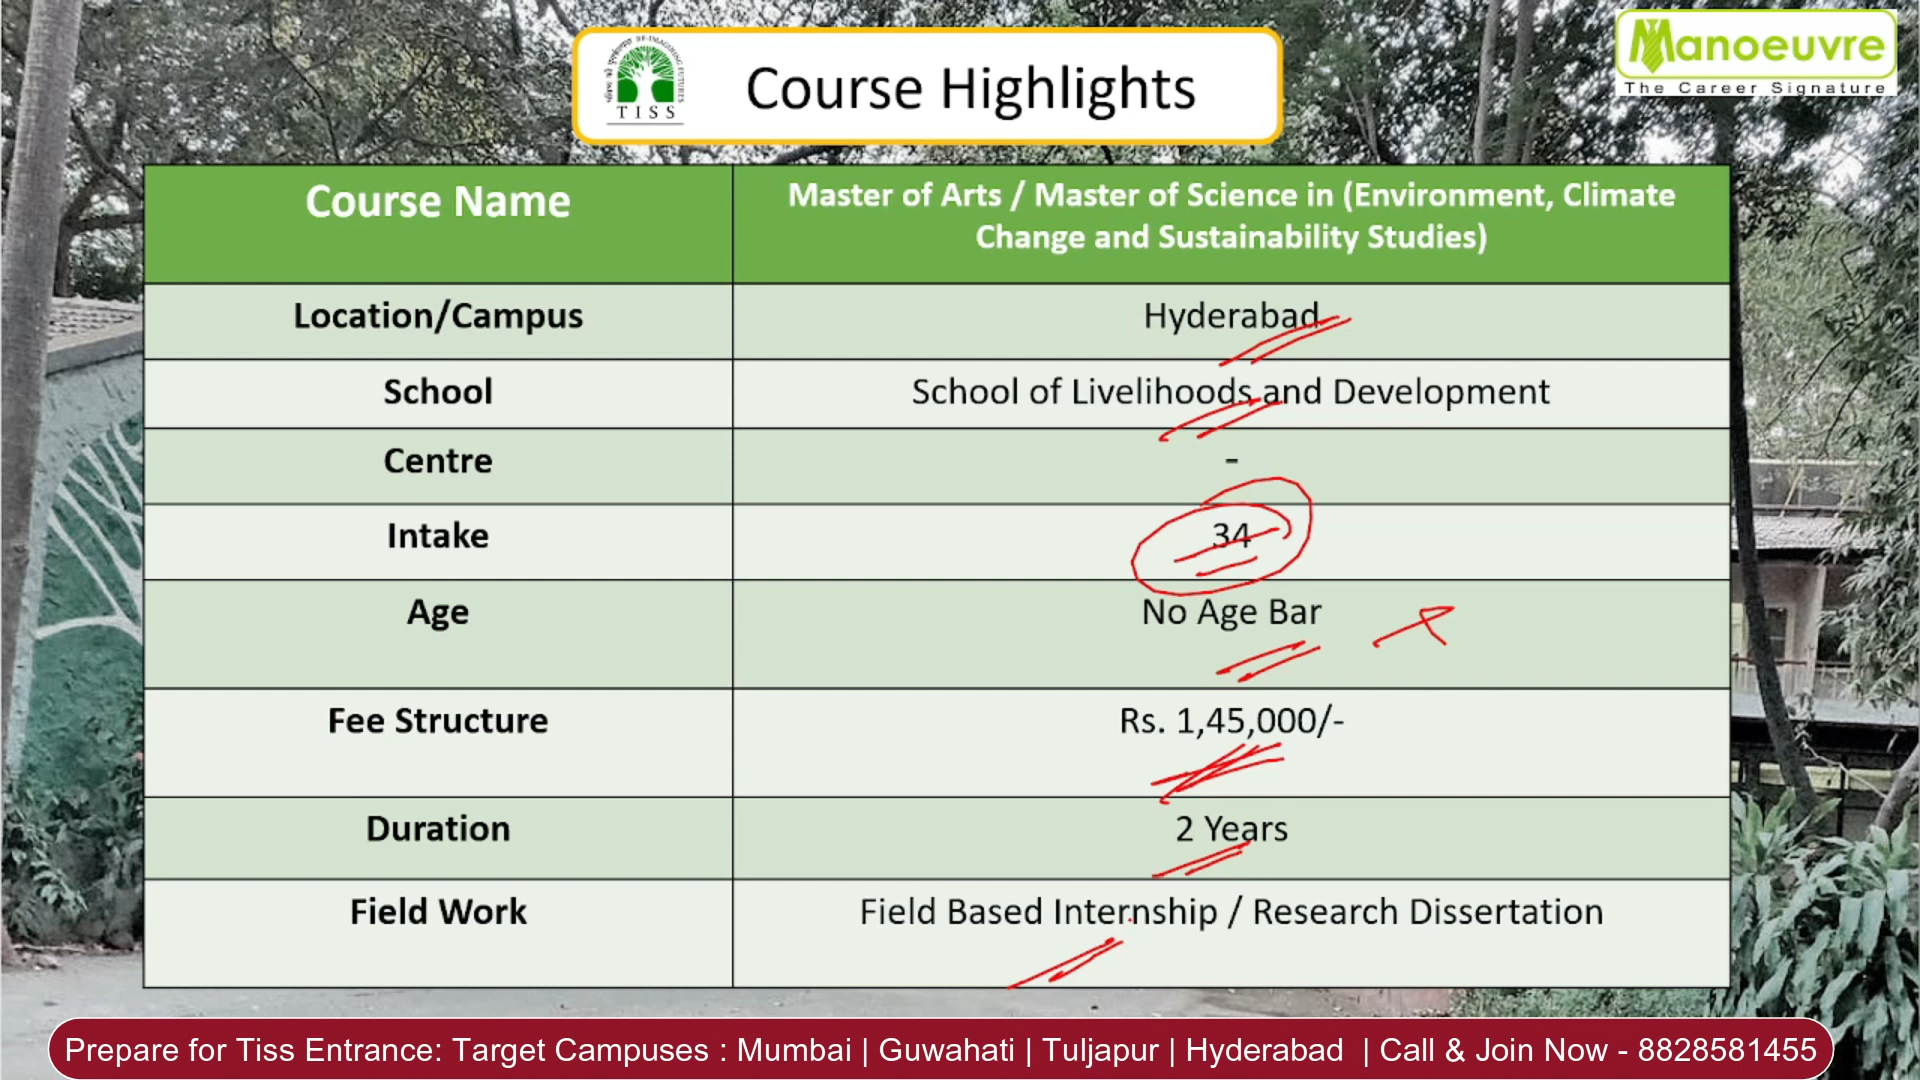 RE-IMAGINING FUTURES
TISS
Course Highlights
Manoeuvre
The Career Signature
Course Name
Master of Arts / Master of Science in (Environment, Climate
Change and Sustainability Studies)
Location/Campus
Hyderabad
School
School of Livelihoods and Development
Centre
-
Intake
34
Age
No Age Bar
Fee Structure
Rs. 1,45,000/-
Duration
2 Years
Field Work
Field Based Internship / Research Dissertation
Prepare for Tiss Entrance: Target Campuses : Mumbai | Guwahati | Tuljapur | Hyderabad | Call & Join Now - 8828581455